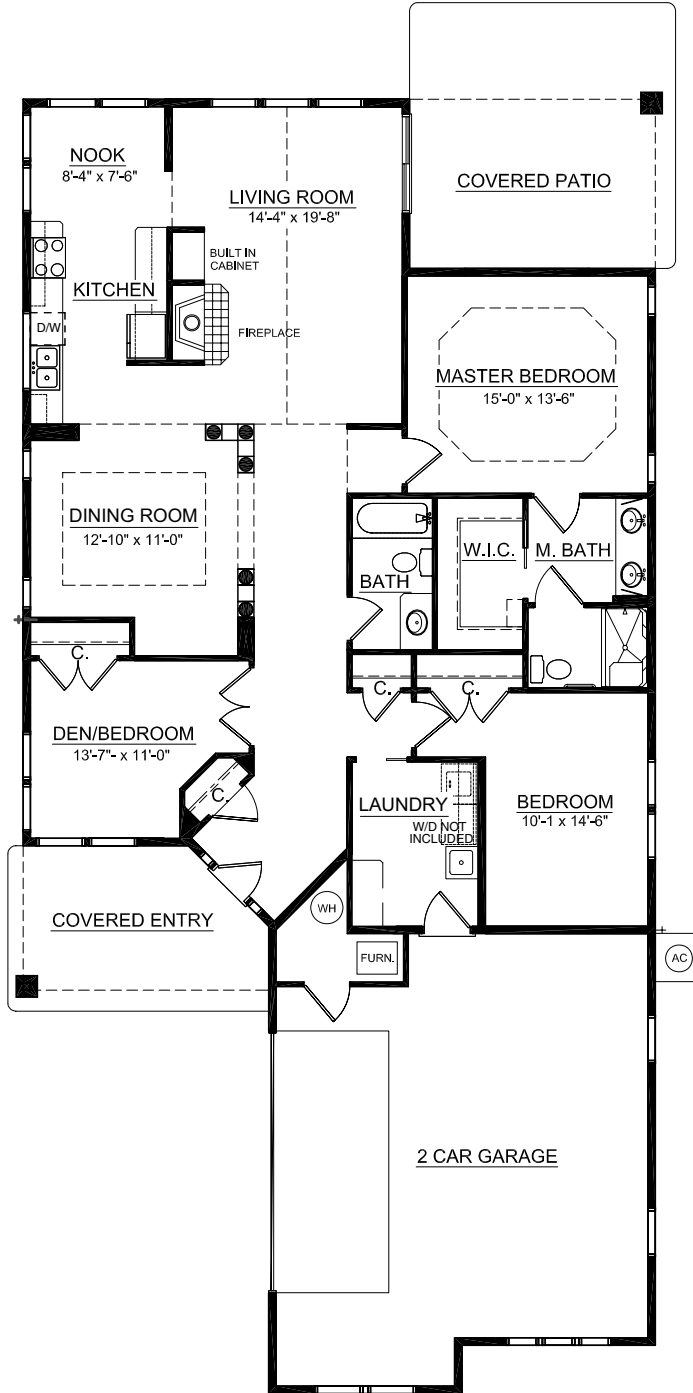 NOOK
8'-4" x 7'-6"
LIVING ROOM
14'-4" x 19'-8"
COVERED PATIO
BUILT IN
CABINET
KITCHEN
D/W
FIREPLACE
MASTER BEDROOM
15'-0" x 13'-6"
DINING ROOM
12'-10" x 11'-0"
BATH
W.I.C.
M. BATH
C.
C.
C.
DEN/BEDROOM
13'-7"- x 11'-0"
C.
LAUNDRY
W/D NOT
INCLUDED
BEDROOM
10'-1 x 14'-6"
COVERED ENTRY
WH
FURN.
AC
2 CAR GARAGE